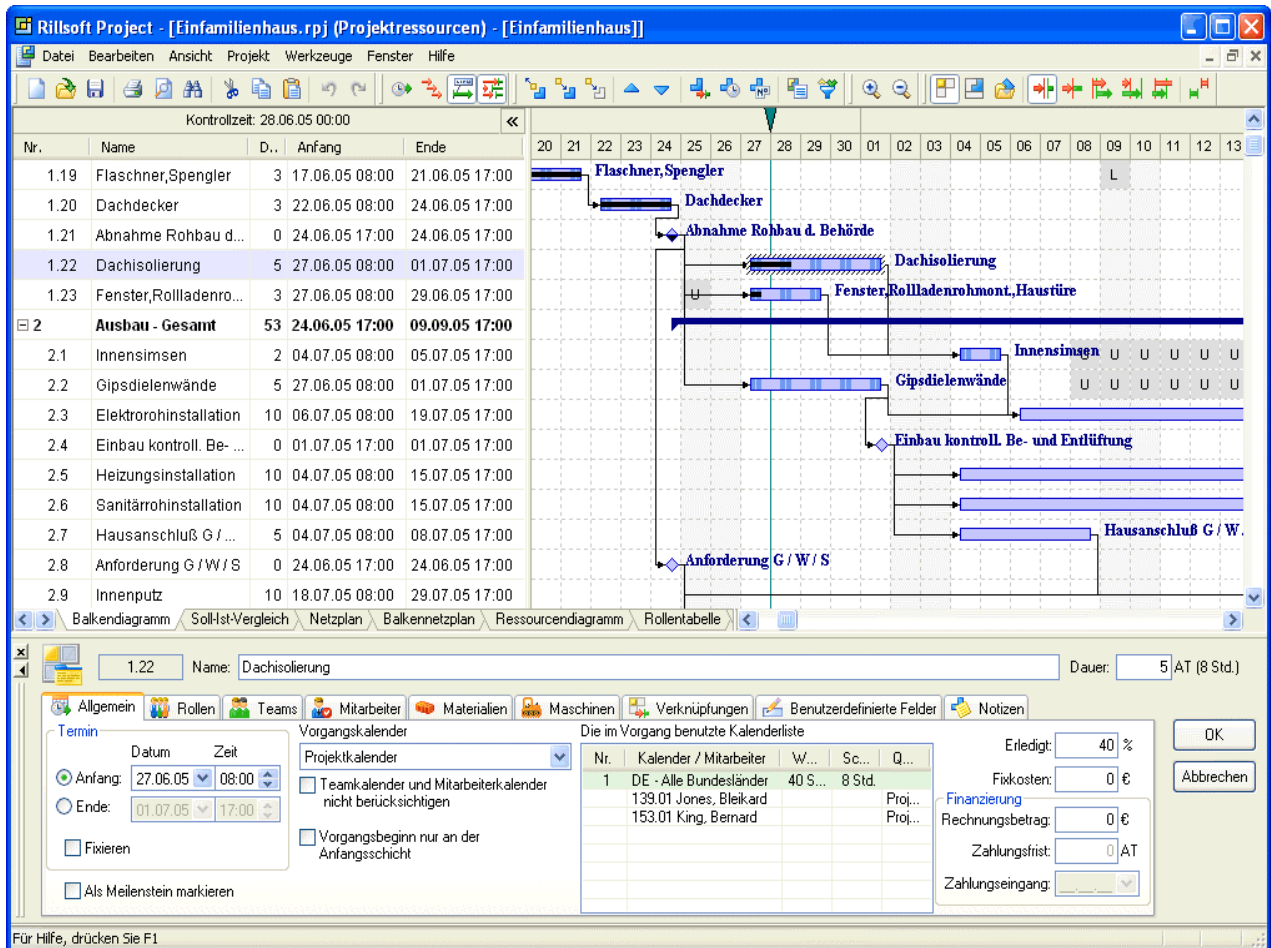 Rillsoft Project - [Einfamilienhaus.rpj (Projektressourcen) - [Einfamilienhaus]]
Datei Bearbeiten Ansicht Projekt Werkzeuge Fenster Hilfe
Kontrollzeit: 28.06.05 00:00 «
Nr. Name D.. Anfang Ende 20 21 22 23 24 25 26 27 28 29 30 01 02 03 04 05 06 07 08 09 10 11 12 13
1.19 Flaschner,Spengler 3 17.06.05 08:00 21.06.05 17:00 Flaschner,Spengler L
1.20 Dachdecker 3 22.06.05 08:00 24.06.05 17:00 Dachdecker
1.21 Abnahme Rohbau d... 0 24.06.05 17:00 24.06.05 17:00 Abnahme Rohbau d. Behörde
1.22 Dachisolierung 5 27.06.05 08:00 01.07.05 17:00 Dachisolierung
1.23 Fenster,Rollladenro... 3 27.06.05 08:00 29.06.05 17:00 U Fenster,Rollladenrohmont.,Haustüre
2 Ausbau - Gesamt 53 24.06.05 17:00 09.09.05 17:00
2.1 Innensimsen 2 04.07.05 08:00 05.07.05 17:00 Innensimsen U U U U U U
2.2 Gipsdielenwände 5 27.06.05 08:00 01.07.05 17:00 Gipsdielenwände U U U U U U
2.3 Elektrorohinstallation 10 06.07.05 08:00 19.07.05 17:00
2.4 Einbau kontroll. Be- ... 0 01.07.05 17:00 01.07.05 17:00 Einbau kontroll. Be- und Entlüftung
2.5 Heizungsinstallation 10 04.07.05 08:00 15.07.05 17:00
2.6 Sanitärrohinstallation 10 04.07.05 08:00 15.07.05 17:00
2.7 Hausanschluß G / ... 5 04.07.05 08:00 08.07.05 17:00 Hausanschluß G / W.
2.8 Anforderung G / W / S 0 24.06.05 17:00 24.06.05 17:00 Anforderung G / W / S
2.9 Innenputz 10 18.07.05 08:00 29.07.05 17:00
Balkendiagramm Soll-Ist-Vergleich Netzplan Balkennetzplan Ressourcendiagramm Rollentabelle
1.22 Name: Dachisolierung Dauer: 5 AT (8 Std.)
Allgemein Rollen Teams Mitarbeiter Materialien Maschinen Verknüpfungen Benutzerdefinierte Felder Notizen
Termin
Datum Zeit
Anfang: 27.06.05 08:00
Ende: 01.07.05 17:00
Fixieren
Als Meilenstein markieren
Vorgangskalender
Projektkalender
Teamkalender und Mitarbeiterkalender
nicht berücksichtigen
Vorgangsbeginn nur an der
Anfangsschicht
Die im Vorgang benutzte Kalenderliste
Nr. Kalender / Mitarbeiter W... Sc... Q...
1 DE - Alle Bundesländer 40 S... 8 Std.
139.01 Jones, Bleikard Proj...
153.01 King, Bernard Proj...
Erledigt: 40 %
Fixkosten: 0 €
Finanzierung
Rechnungsbetrag: 0 €
Zahlungsfrist: 0 AT
Zahlungseingang: __.__.__
OK
Abbrechen
Für Hilfe, drücken Sie F1